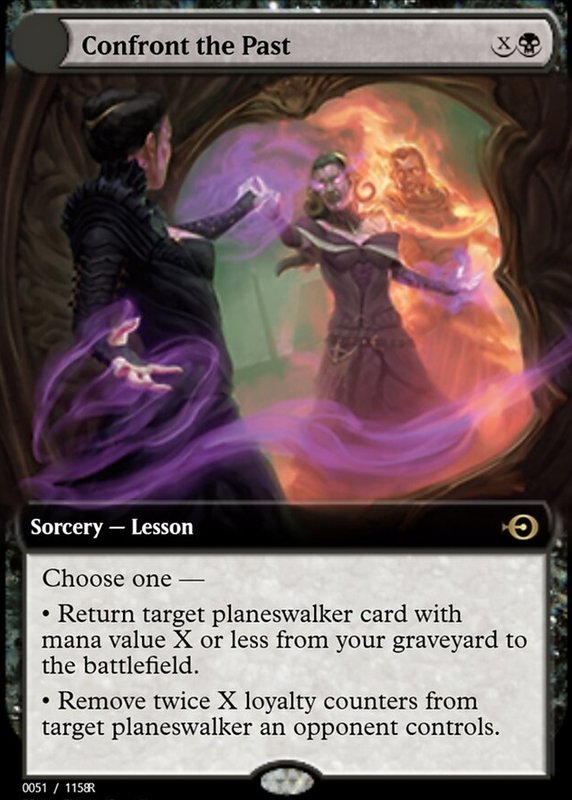 Confront the Past X
Sorcery — Lesson
Choose one —
• Return target planeswalker card with
mana value X or less from your graveyard to
the battlefield.
• Remove twice X loyalty counters from
target planeswalker an opponent controls.
0051 / 1158R